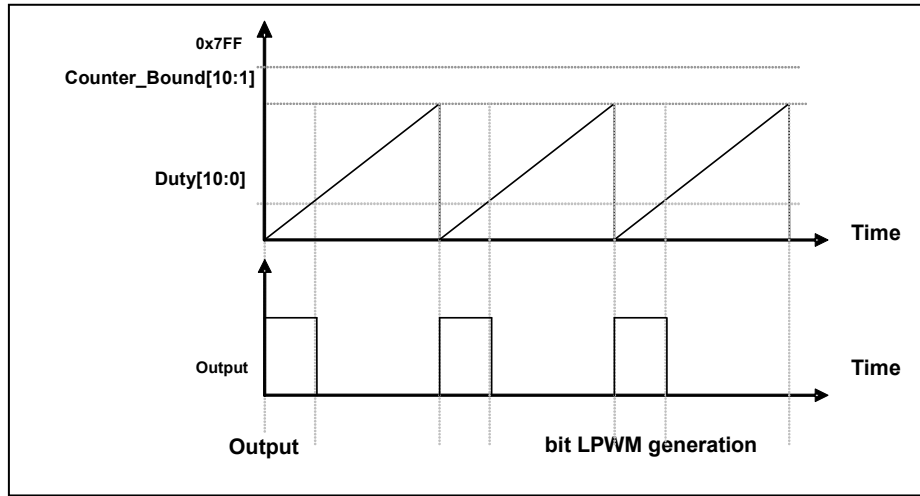 0x7FF
Counter_Bound[10:1]
Duty[10:0]
Time
Output
Time
Output bit LPWM generation